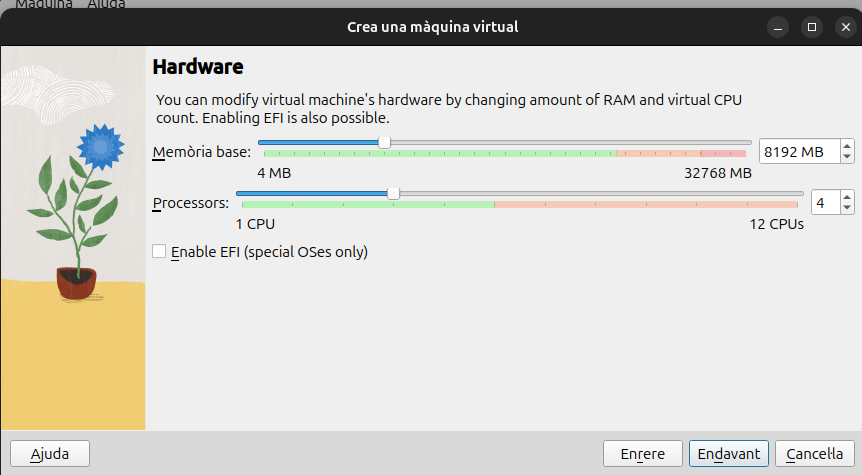 Màquina Ajuda
Crea una màquina virtual
Hardware
You can modify virtual machine's hardware by changing amount of RAM and virtual CPU
count. Enabling EFI is also possible.
Memòria base:
8192 MB
4 MB
32768 MB
Processors:
4
1 CPU
12 CPUs
Enable EFI (special OSes only)
Ajuda
Enrere
Endavant
Cancel·la